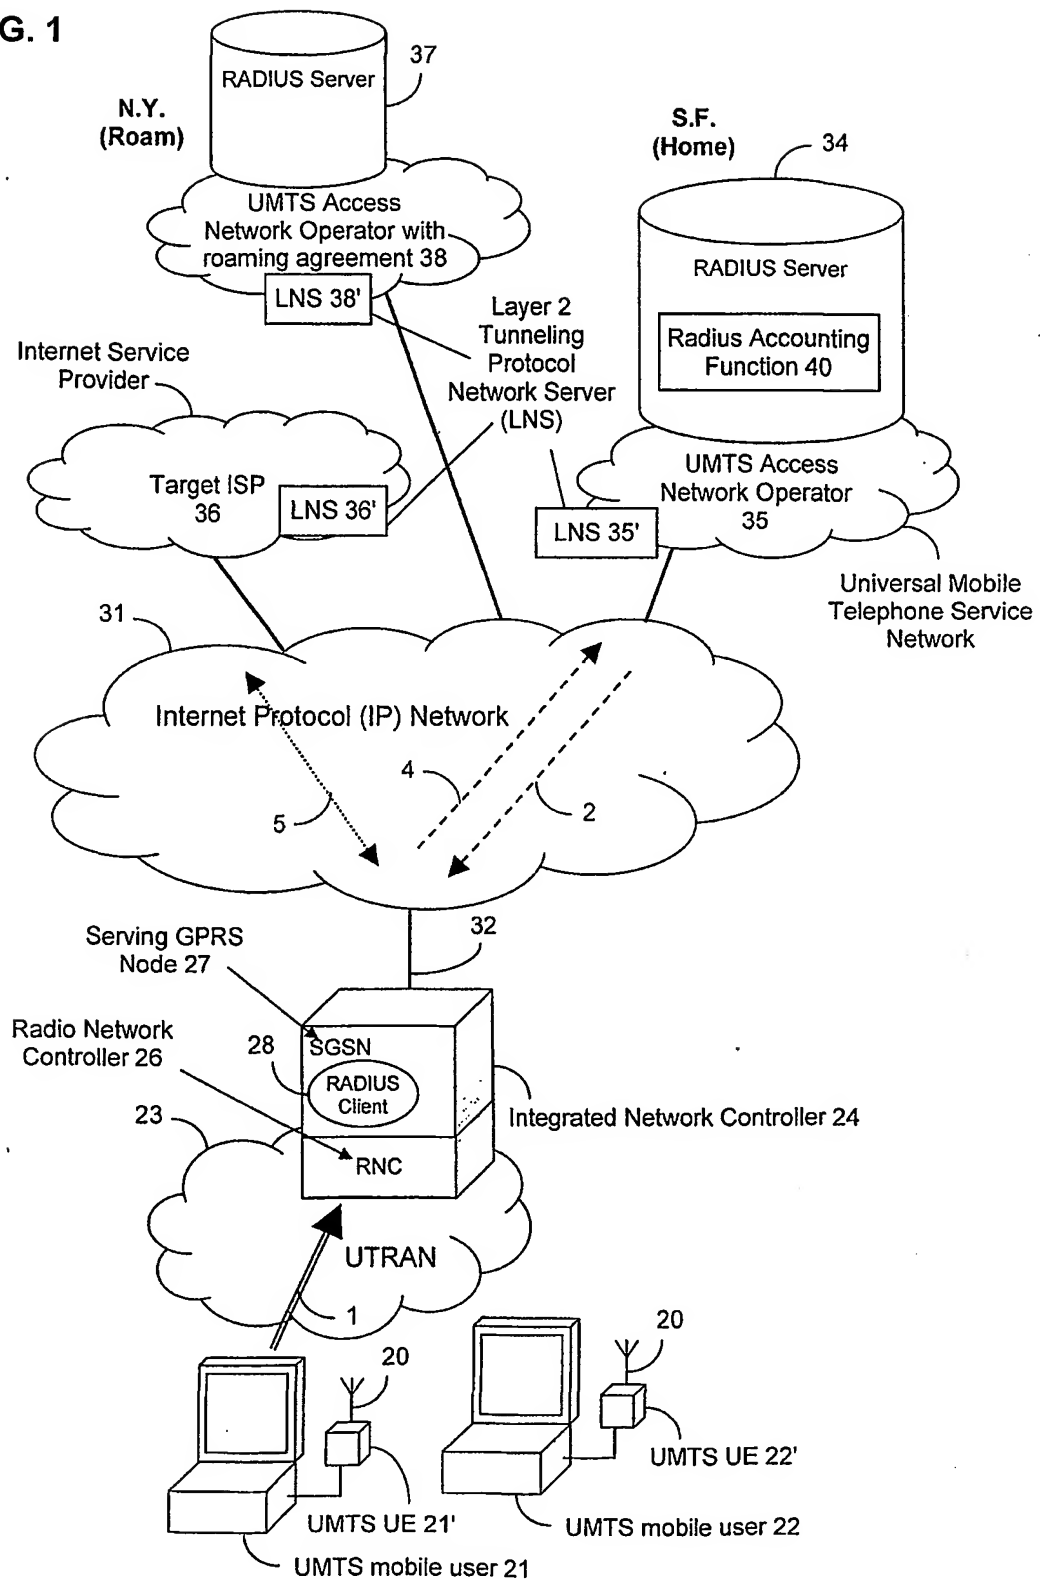 G. 1
RADIUS Server
37
N.Y.
(Roam)
S.F.
(Home)
34
UMTS Access
Network Operator with
roaming agreement 38
LNS 38'
RADIUS Server
Radius Accounting
Function 40
Layer 2
Tunneling
Protocol
Network Server
(LNS)
Internet Service
Provider
Target ISP
36
LNS 36'
UMTS Access
Network Operator
35
LNS 35'
Universal Mobile
Telephone Service
Network
31
Internet Protocol (IP) Network
4
5
2
32
Serving GPRS
Node 27
Radio Network
Controller 26
28
SGSN
RADIUS
Client
23
Integrated Network Controller 24
RNC
UTRAN
1
20
20
UMTS UE 22'
UMTS UE 21'
UMTS mobile user 22
UMTS mobile user 21